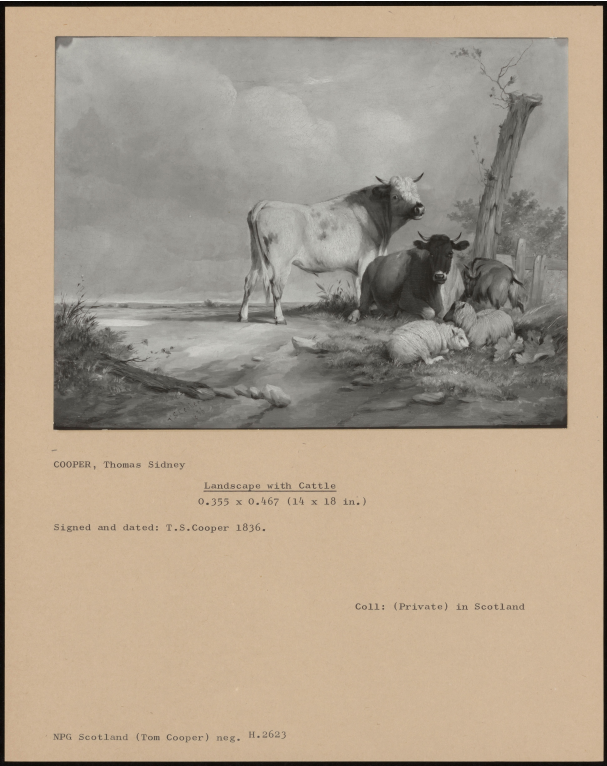 COOPER, Thomas Sidney
Landscape with Cattle
0.355 x 0.467 (14 x 18 in.)
Signed and dated: T.S.Cooper 1836.
Coll: (Private) in Scotland
NPG Scotland (Tom Cooper) neg. H.2623